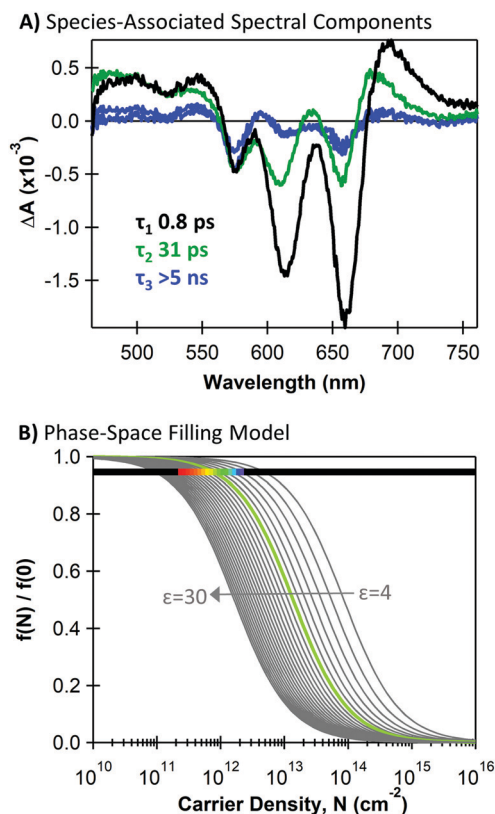 A) Species-Associated Spectral Components
0.5
0.0
-0.5
-1.0
-1.5
ΔA (x10⁻³)
τ₁ 0.8 ps
τ₂ 31 ps
τ₃ >5 ns
500 550 600 650 700 750
Wavelength (nm)
B) Phase-Space Filling Model
1.0
0.8
0.6
0.4
0.2
0.0
f(N) / f(0)
ε=30 ε=4
10¹⁰ 10¹¹ 10¹² 10¹³ 10¹⁴ 10¹⁵ 10¹⁶
Carrier Density, N (cm⁻²)